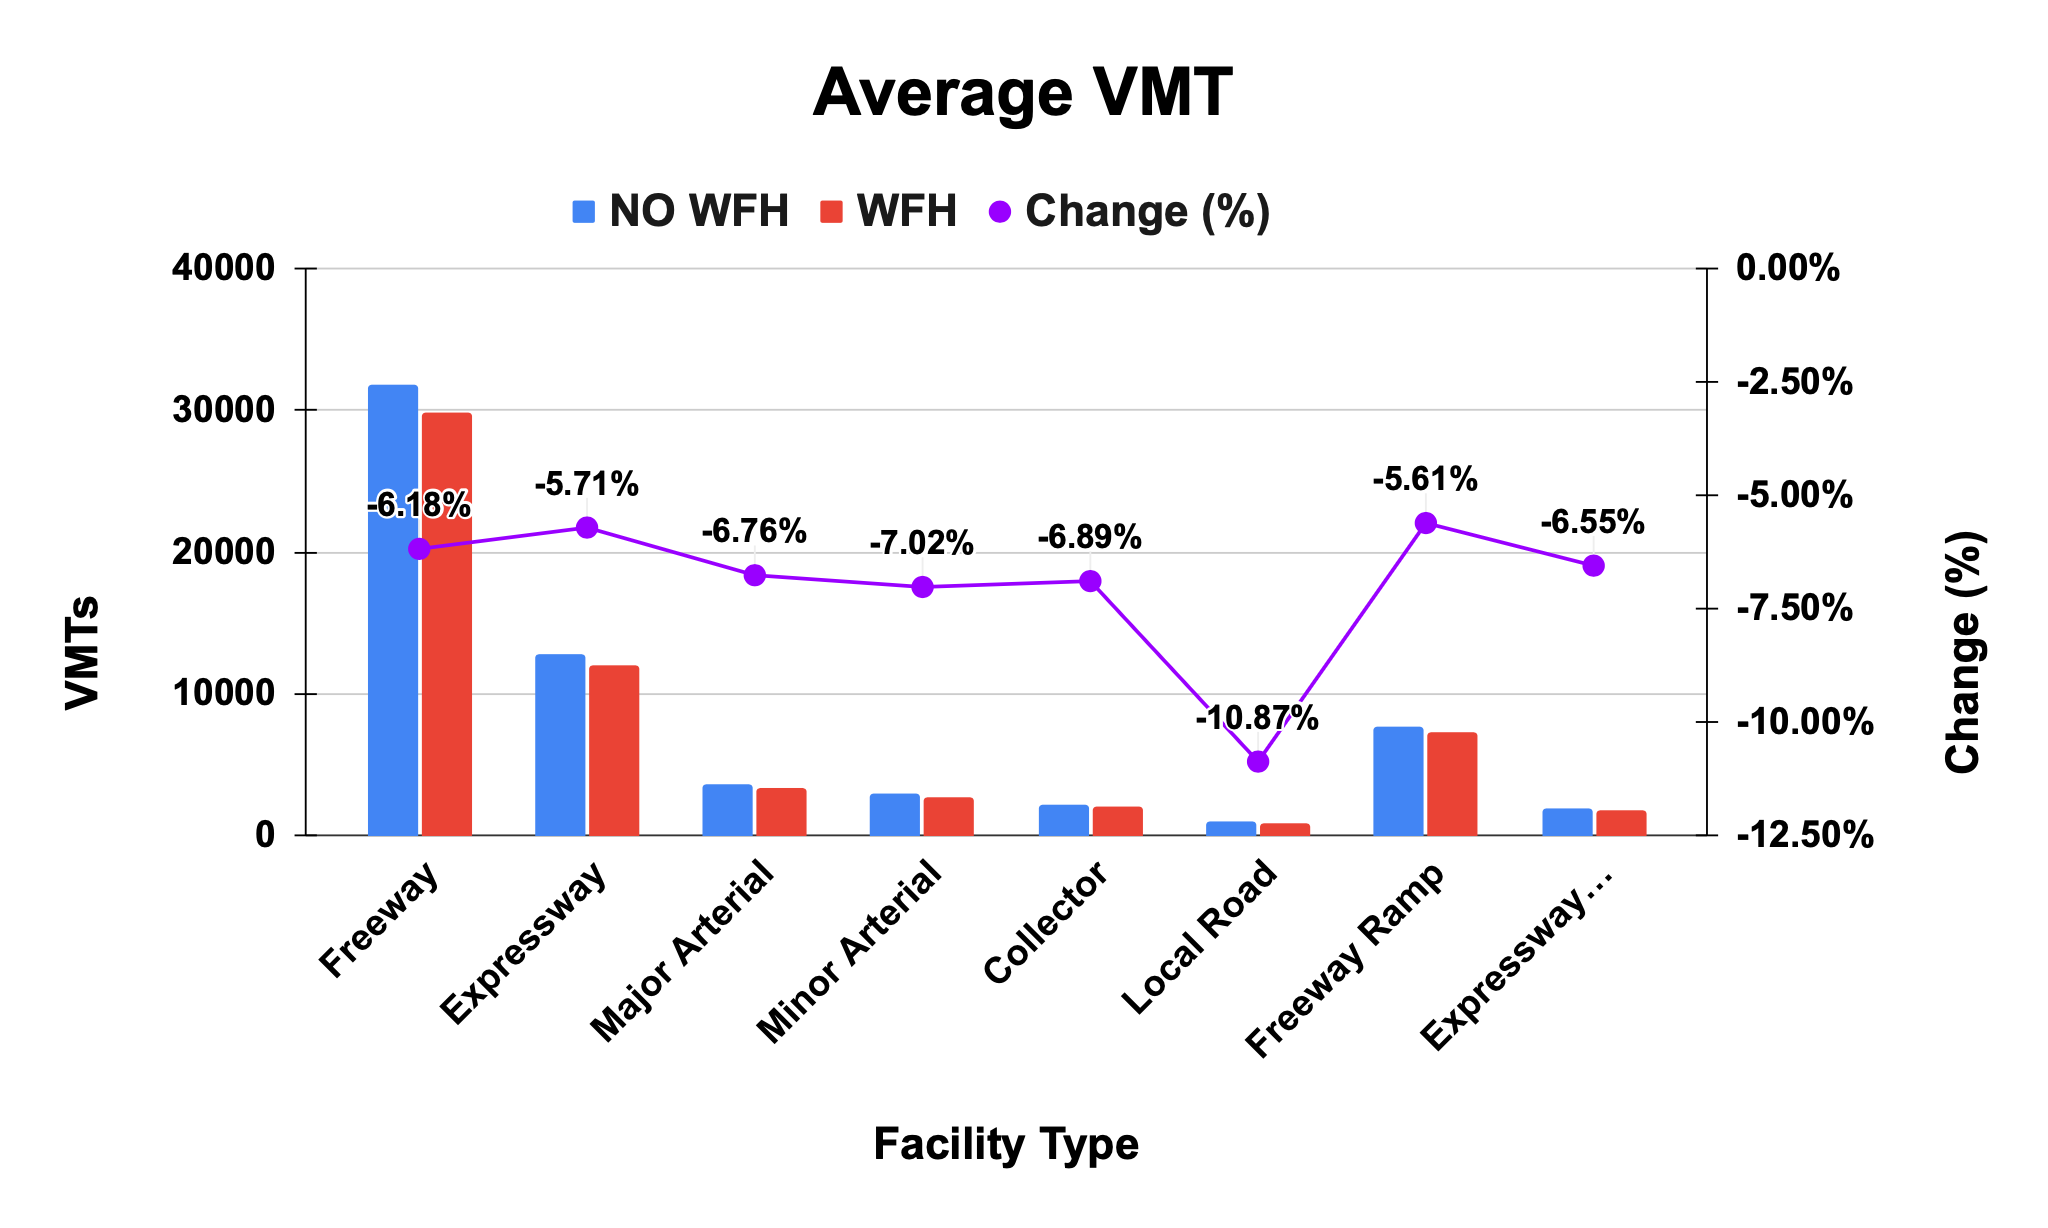 Average VMT
NO WFH WFH Change (%)
40000
30000
20000
10000
0
VMTs
0.00%
-2.50%
-5.00%
-7.50%
-10.00%
-12.50%
Change (%)
-6.18%
-5.71%
-6.76%
-7.02%
-6.89%
-10.87%
-5.61%
-6.55%
Freeway
Expressway
Major Arterial
Minor Arterial
Collector
Local Road
Freeway Ramp
Expressway…
Facility Type